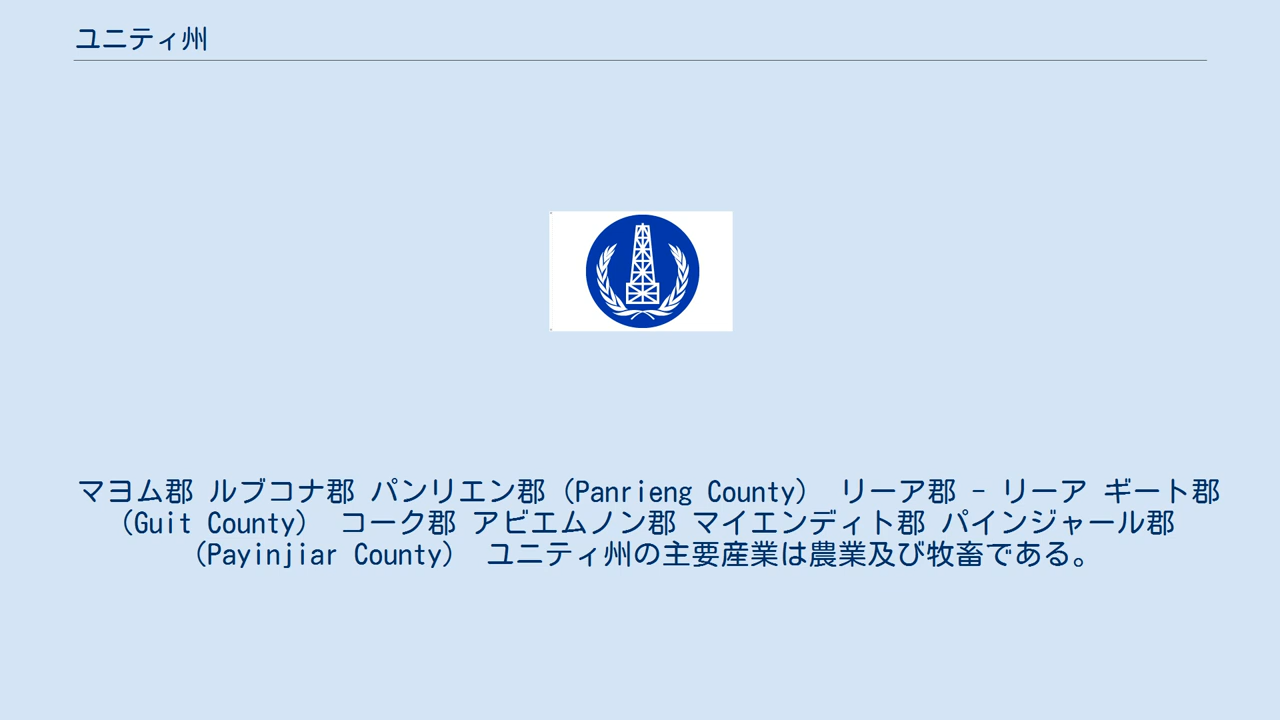 ユニティ州
マヨム郡 ルブコナ郡 パンリエン郡（Panrieng County） リーア郡 - リーア ギート郡
（Guit County） コーク郡 アビエムノン郡 マイエンディト郡 パインジャール郡
（Payinjiar County） ユニティ州の主要産業は農業及び牧畜である。